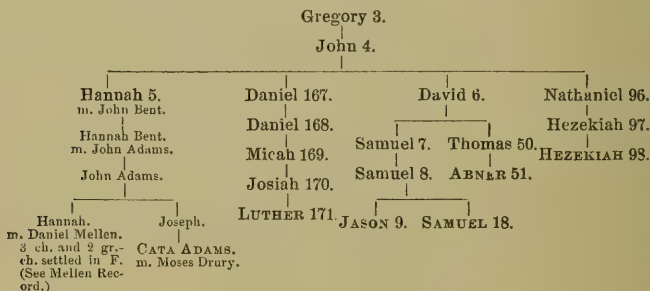 Gregory 3.
John 4.
Hannah 5.
m. John Bent.
Hannah Bent.
m. John Adams.
John Adams.
Hannah.
m. Daniel Mellen.
3 ch. and 2 gr.-
ch. settled in F.
(See Mellen Rec-
ord.)
Joseph.
CATA ADAMS.
m. Moses Drury.
Daniel 167.
Daniel 168.
Micah 169.
Josiah 170.
LUTHER 171.
David 6.
Samuel 7.
Samuel 8.
JASON 9.
SAMUEL 18.
Thomas 50.
ABNER 51.
Nathaniel 96.
Hezekiah 97.
HEZEKIAH 98.